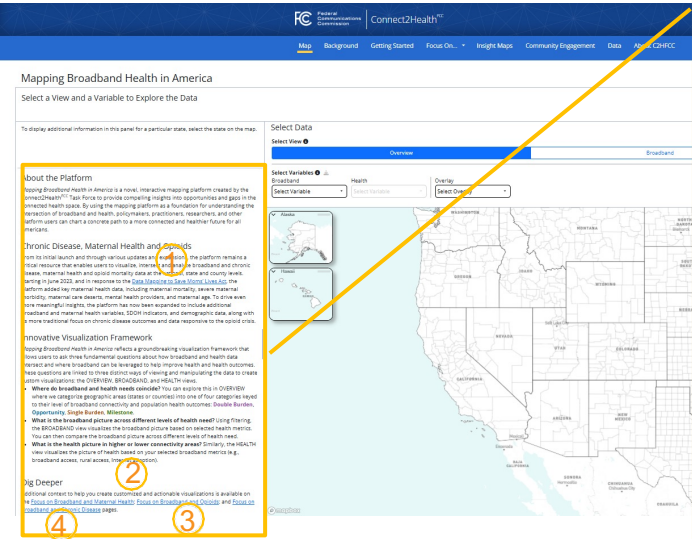 FCC Federal Communications Commission
Connect2Health FCC
Map Background Getting Started Focus On... Insight Maps Community Engagement Data About C2HFCC
Mapping Broadband Health in America
Select a View and a Variable to Explore the Data
To display additional information in this panel for a particular state, select the state on the map.
Select Data
Select View
Overview
Broadband
Select Variables
Broadband Health Overlay
Select Variable Select Variable Select Overlay
About the Platform
Mapping Broadband Health in America is a novel, interactive mapping platform created by the
Connect2Health FCC Task Force to provide compelling insights into opportunities and gaps in the
connected health space. By using the mapping platform as a foundation for understanding the
intersection of broadband and health, policymakers, practitioners, researchers, and other
platform users can chart a concrete path to a more connected and healthier future for all
Americans.
Chronic Disease, Maternal Health and Opioids
1
From its initial launch and through various updates and expansions, the platform remains a
critical resource that enables users to visualize, intersect and analyze broadband and chronic
disease, maternal health and opioid mortality data at the national, state and county levels.
Starting in June 2023, and in response to the Data Mapping to Save Moms' Lives Act, the
platform added key maternal health data, including maternal mortality, severe maternal
morbidity, maternal care deserts, mental health providers, and maternal age. To drive even
more meaningful insights, the platform has now been expanded to include additional
broadband and maternal health variables, SDOH indicators, and demographic data, along with
its more traditional focus on chronic disease outcomes and data responsive to the opioid crisis.
Innovative Visualization Framework
Mapping Broadband Health in America reflects a groundbreaking visualization framework that
allows users to ask three fundamental questions about how broadband and health data
intersect and where broadband can be leveraged to help improve health and health outcomes.
These questions are linked to three distinct ways of viewing and manipulating the data to create
custom visualizations: the OVERVIEW, BROADBAND, and HEALTH views.
• Where do broadband and health needs coincide? You can explore this in OVERVIEW
where we categorize geographic areas (states or counties) into one of four categories keyed
to their level of broadband connectivity and population health outcomes: Double Burden,
Opportunity, Single Burden, Milestone.
• What is the broadband picture across different levels of health need? Using filtering,
the BROADBAND view visualizes the broadband picture based on selected health metrics.
You can then compare the broadband picture across different levels of health need.
• What is the health picture in higher or lower connectivity areas? Similarly, the HEALTH
view visualizes the picture of health based on your selected broadband metrics (e.g.,
broadband access, rural access, Internet adoption).
2
Dig Deeper
Additional context to help you create customized and actionable visualizations is available on
the Focus on Broadband and Maternal Health, Focus on Broadband and Opioids, and Focus on
Broadband and Chronic Disease pages.
3
4
Alaska
Hawaii
WASHINGTON
MONTANA
OREGON
IDAHO
WYOMING
NEVADA
UTAH
COLORADO
CALIFORNIA
ARIZONA
NEW MEXICO
BAJA CALIFORNIA
SONORA
Hermosillo
CHIHUAHUA
COAHUILA
mapbox